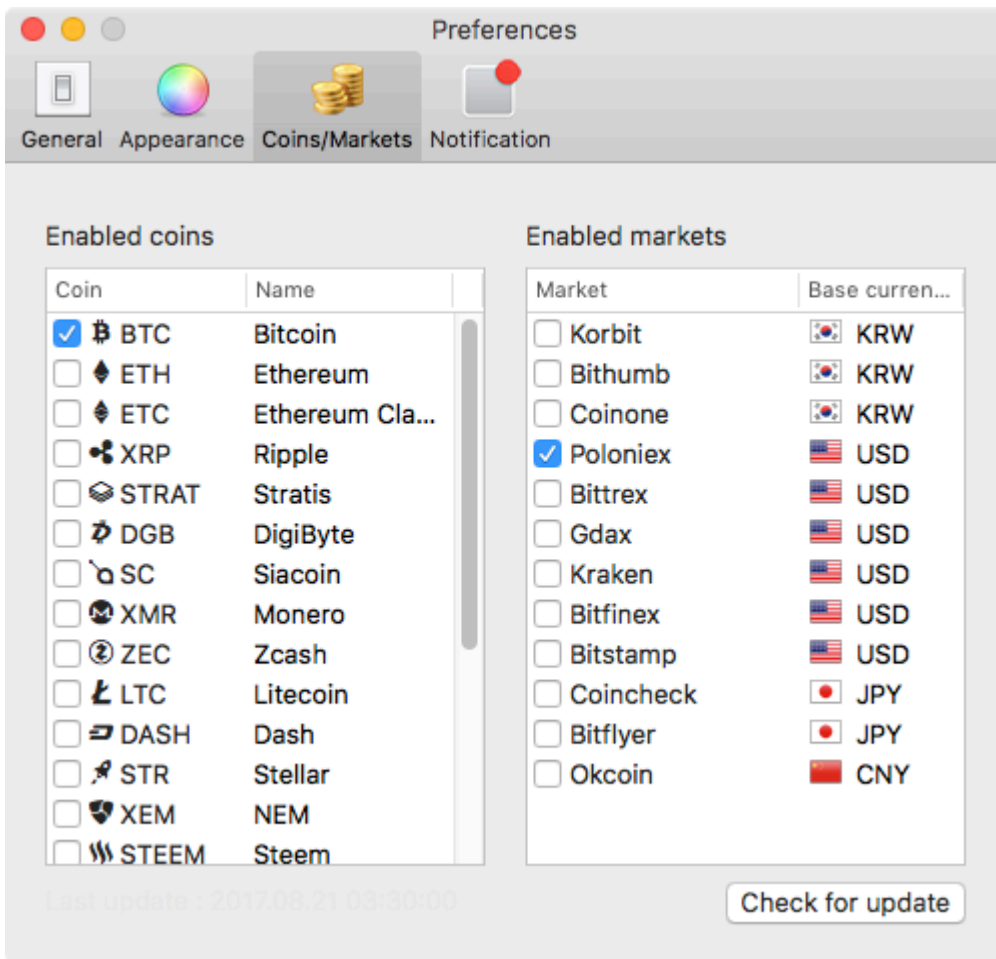 Preferences
General Appearance Coins/Markets Notification
Enabled coins
Coin Name
BTC Bitcoin
ETH Ethereum
ETC Ethereum Cla...
XRP Ripple
STRAT Stratis
DGB DigiByte
SC Siacoin
XMR Monero
ZEC Zcash
LTC Litecoin
DASH Dash
STR Stellar
XEM NEM
STEEM Steem
Enabled markets
Market Base curren...
Korbit KRW
Bithumb KRW
Coinone KRW
Poloniex USD
Bittrex USD
Gdax USD
Kraken USD
Bitfinex USD
Bitstamp USD
Coincheck JPY
Bitflyer JPY
Okcoin CNY
Last update : 2017.08.21 03:30:00
Check for update